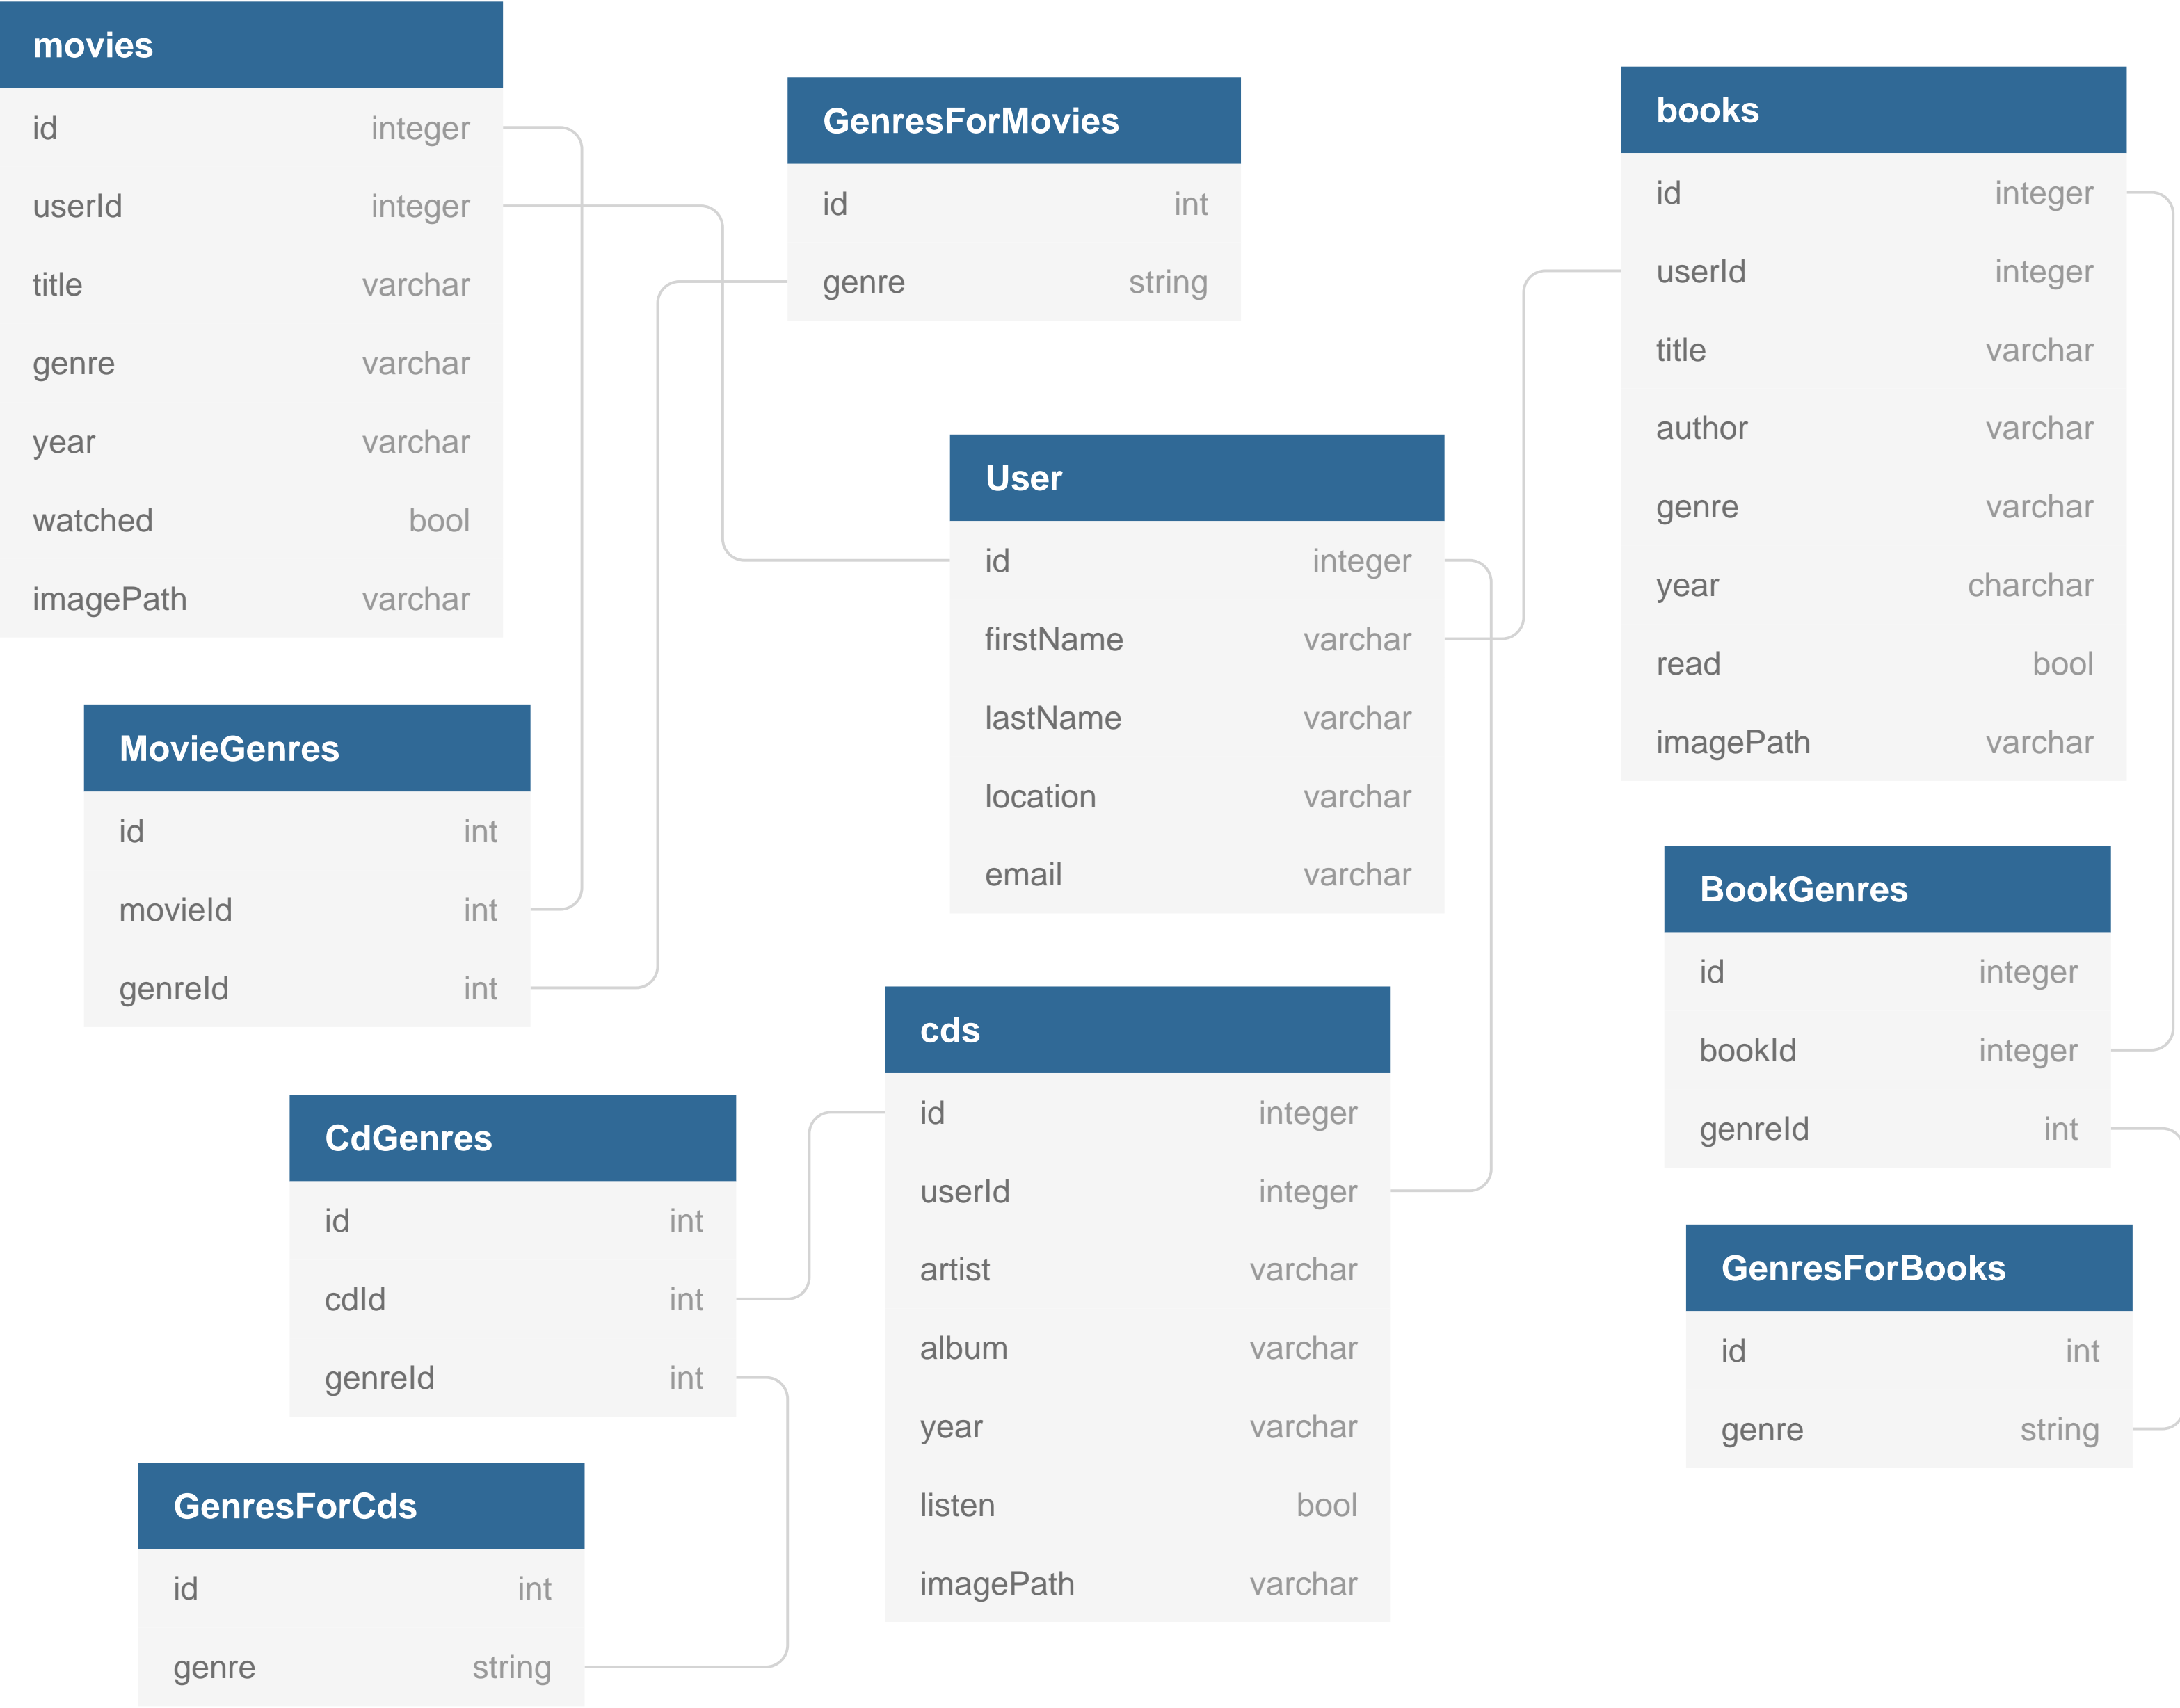 movies
id integer
userId integer
title varchar
genre varchar
year varchar
watched bool
imagePath varchar
GenresForMovies
id int
genre string
books
id integer
userId integer
title varchar
author varchar
genre varchar
year charchar
read bool
imagePath varchar
User
id integer
firstName varchar
lastName varchar
location varchar
email varchar
MovieGenres
id int
movieId int
genreId int
BookGenres
id integer
bookId integer
genreId int
cds
id integer
userId integer
artist varchar
album varchar
year varchar
listen bool
imagePath varchar
CdGenres
id int
cdId int
genreId int
GenresForBooks
id int
genre string
GenresForCds
id int
genre string